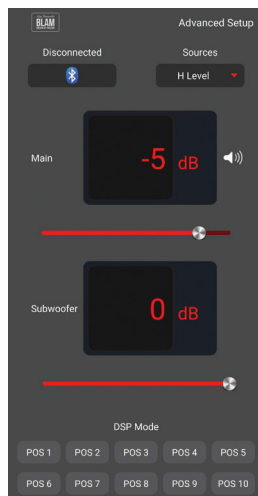 BLAM
Advanced Setup
Disconnected
Sources
H Level
Main
-5 dB
Subwoofer
0 dB
DSP Mode
POS 1
POS 2
POS 3
POS 4
POS 5
POS 6
POS 7
POS 8
POS 9
POS 10